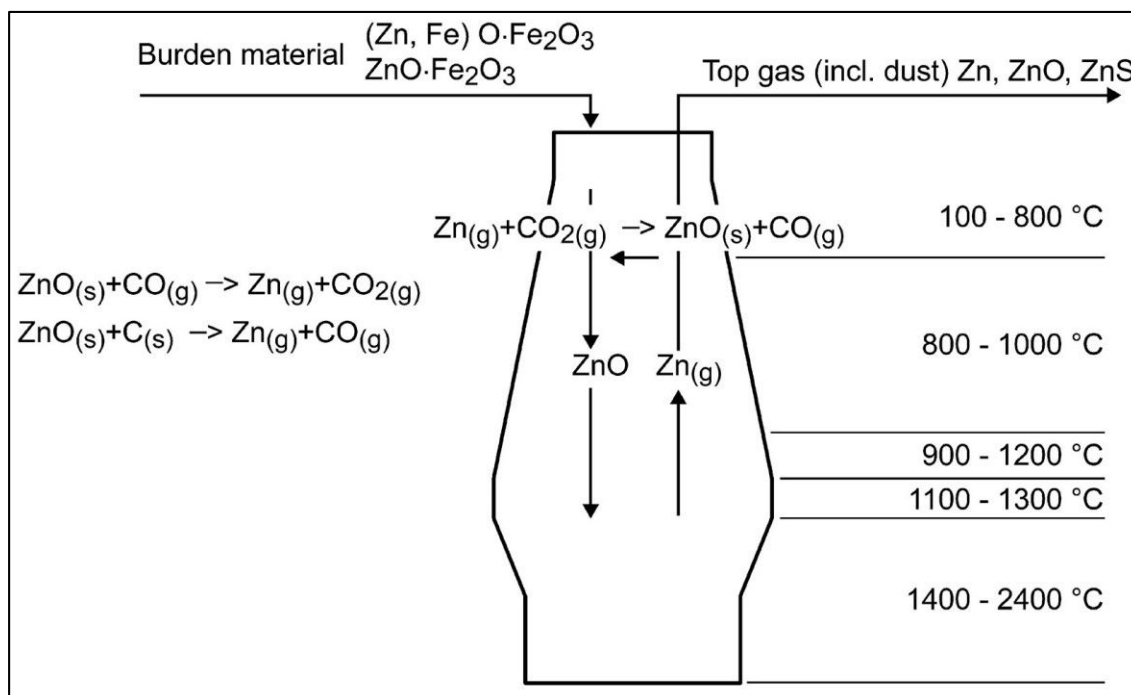 Burden material
(Zn, Fe) O·Fe₂O₃
ZnO·Fe₂O₃
Top gas (incl. dust) Zn, ZnO, ZnS
100 - 800 °C
Zn(g)+CO₂(g) –> ZnO(s)+CO(g)
ZnO(s)+CO(g) –> Zn(g)+CO₂(g)
ZnO(s)+C(s) –> Zn(g)+CO(g)
800 - 1000 °C
ZnO
Zn(g)
900 - 1200 °C
1100 - 1300 °C
1400 - 2400 °C